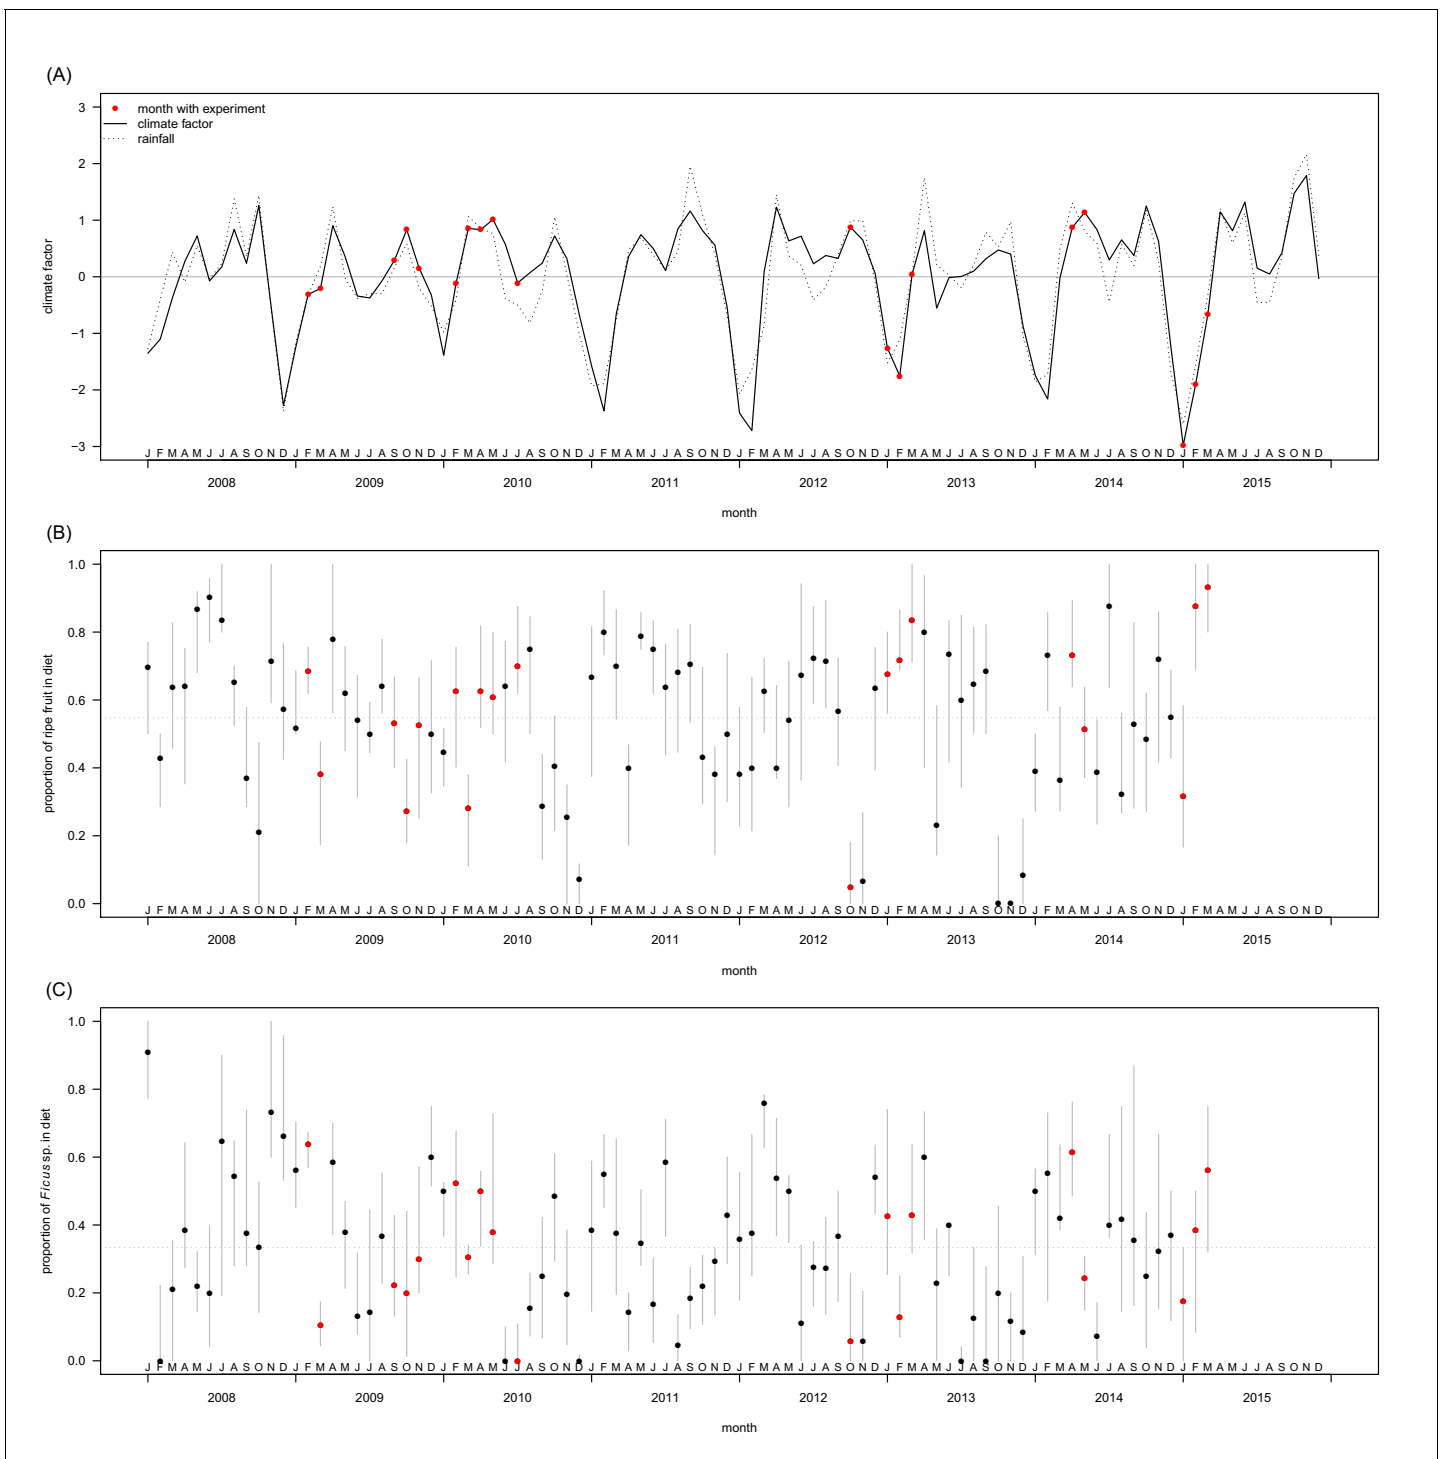 (A)
3
2
1
0
−1
−2
−3
climate factor
month with experiment
climate factor
rainfall
J F M A M J J A S O N D J F M A M J J A S O N D J F M A M J J A S O N D J F M A M J J A S O N D J F M A M J J A S O N D J F M A M J J A S O N D J F M A M J J A S O N D J F M A M J J A S O N D
2008 2009 2010 2011 2012 2013 2014 2015
month
(B)
1.0
0.8
0.6
0.4
0.2
0.0
proportion of ripe fruit in diet
J F M A M J J A S O N D J F M A M J J A S O N D J F M A M J J A S O N D J F M A M J J A S O N D J F M A M J J A S O N D J F M A M J J A S O N D J F M A M J J A S O N D J F M A M J J A S O N D
2008 2009 2010 2011 2012 2013 2014 2015
month
(C)
1.0
0.8
0.6
0.4
0.2
0.0
proportion of Ficus sp. in diet
J F M A M J J A S O N D J F M A M J J A S O N D J F M A M J J A S O N D J F M A M J J A S O N D J F M A M J J A S O N D J F M A M J J A S O N D J F M A M J J A S O N D J F M A M J J A S O N D
2008 2009 2010 2011 2012 2013 2014 2015
month